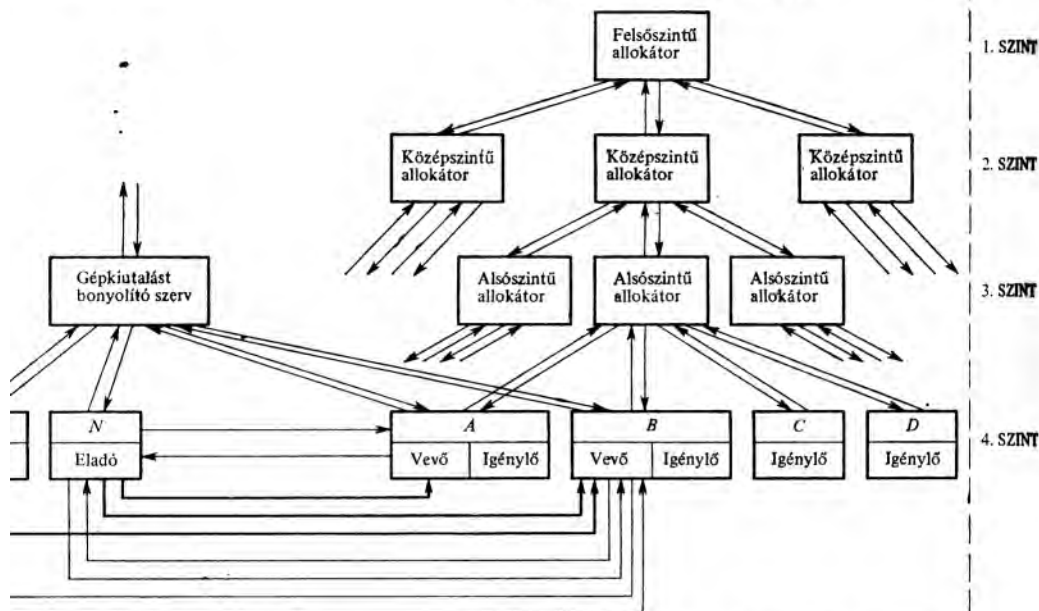 Felsőszintű
allokátor
1. SZINT
Középszintű
allokátor
Középszintű
allokátor
Középszintű
allokátor
2. SZINT
Gépkiutalást
bonyolító szerv
Alsószintű
allokátor
Alsószintű
allokátor
Alsószintű
allokátor
3. SZINT
N
A
B
C
D
4. SZINT
Eladó
Vevő
Igénylő
Vevő
Igénylő
Igénylő
Igénylő